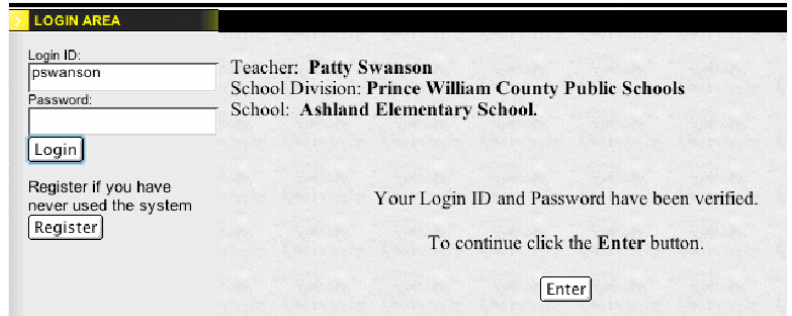 LOGIN AREA
Login ID:
pswanson
Password:
Login
Register if you have
never used the system
Register
Teacher: Patty Swanson
School Division: Prince William County Public Schools
School: Ashland Elementary School.
Your Login ID and Password have been verified.
To continue click the Enter button.
Enter